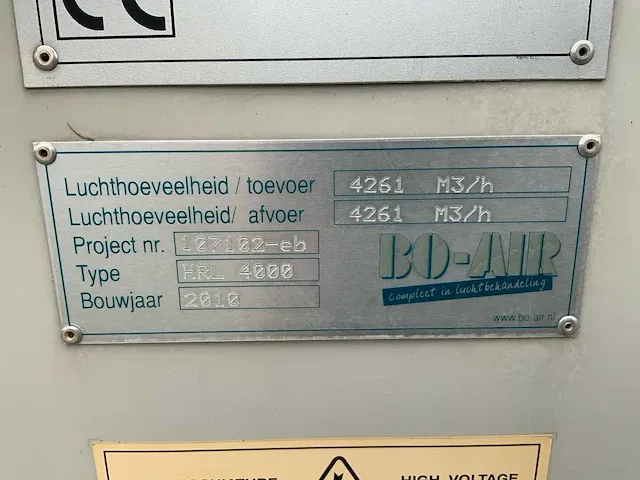 CE
Luchthoeveelheid / toevoer 4261 M3/h
Luchthoeveelheid/ afvoer 4261 M3/h
Project nr. 107102-eb
Type HRL 4000
Bouwjaar 2010
BO-AIR
Compleet in luchtbehandeling
www.bo-air.nl
HIGH VOLTAGE